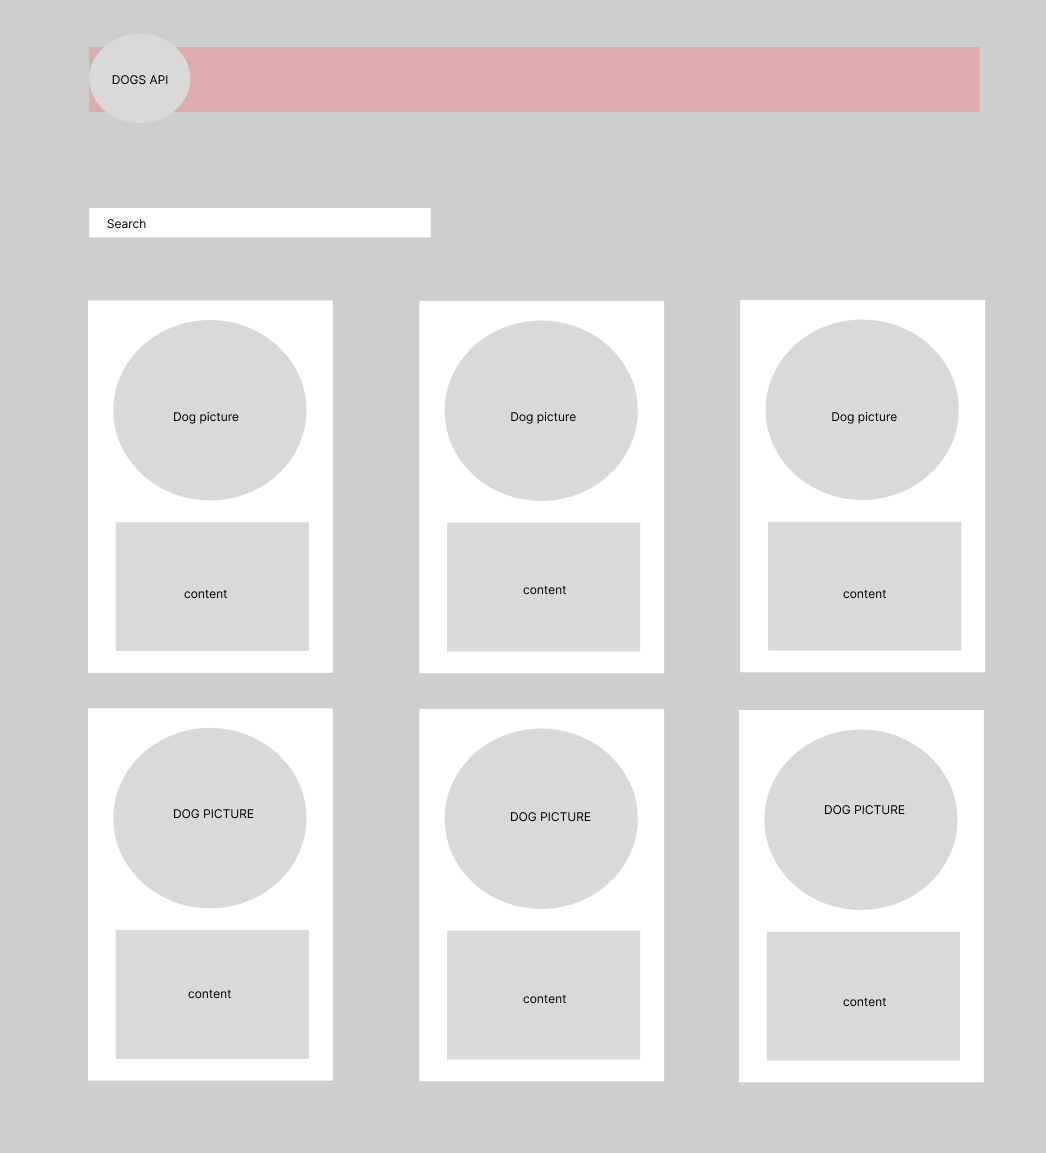 DOGS API
Search
Dog picture
Dog picture
Dog picture
content
content
content
DOG PICTURE
DOG PICTURE
DOG PICTURE
content
content
content